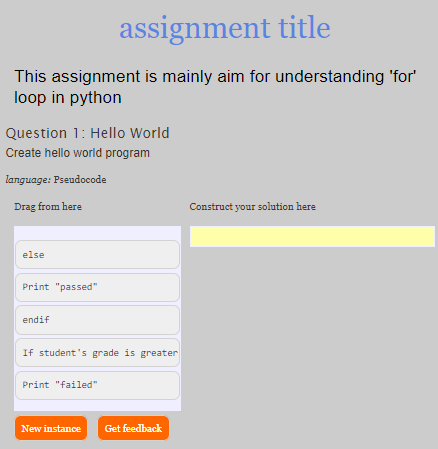 assignment title
This assignment is mainly aim for understanding 'for'
loop in python
Question 1: Hello World
Create hello world program
language: Pseudocode
Drag from here
Construct your solution here
else
Print "passed"
endif
If student's grade is greater
Print "failed"
New instance
Get feedback